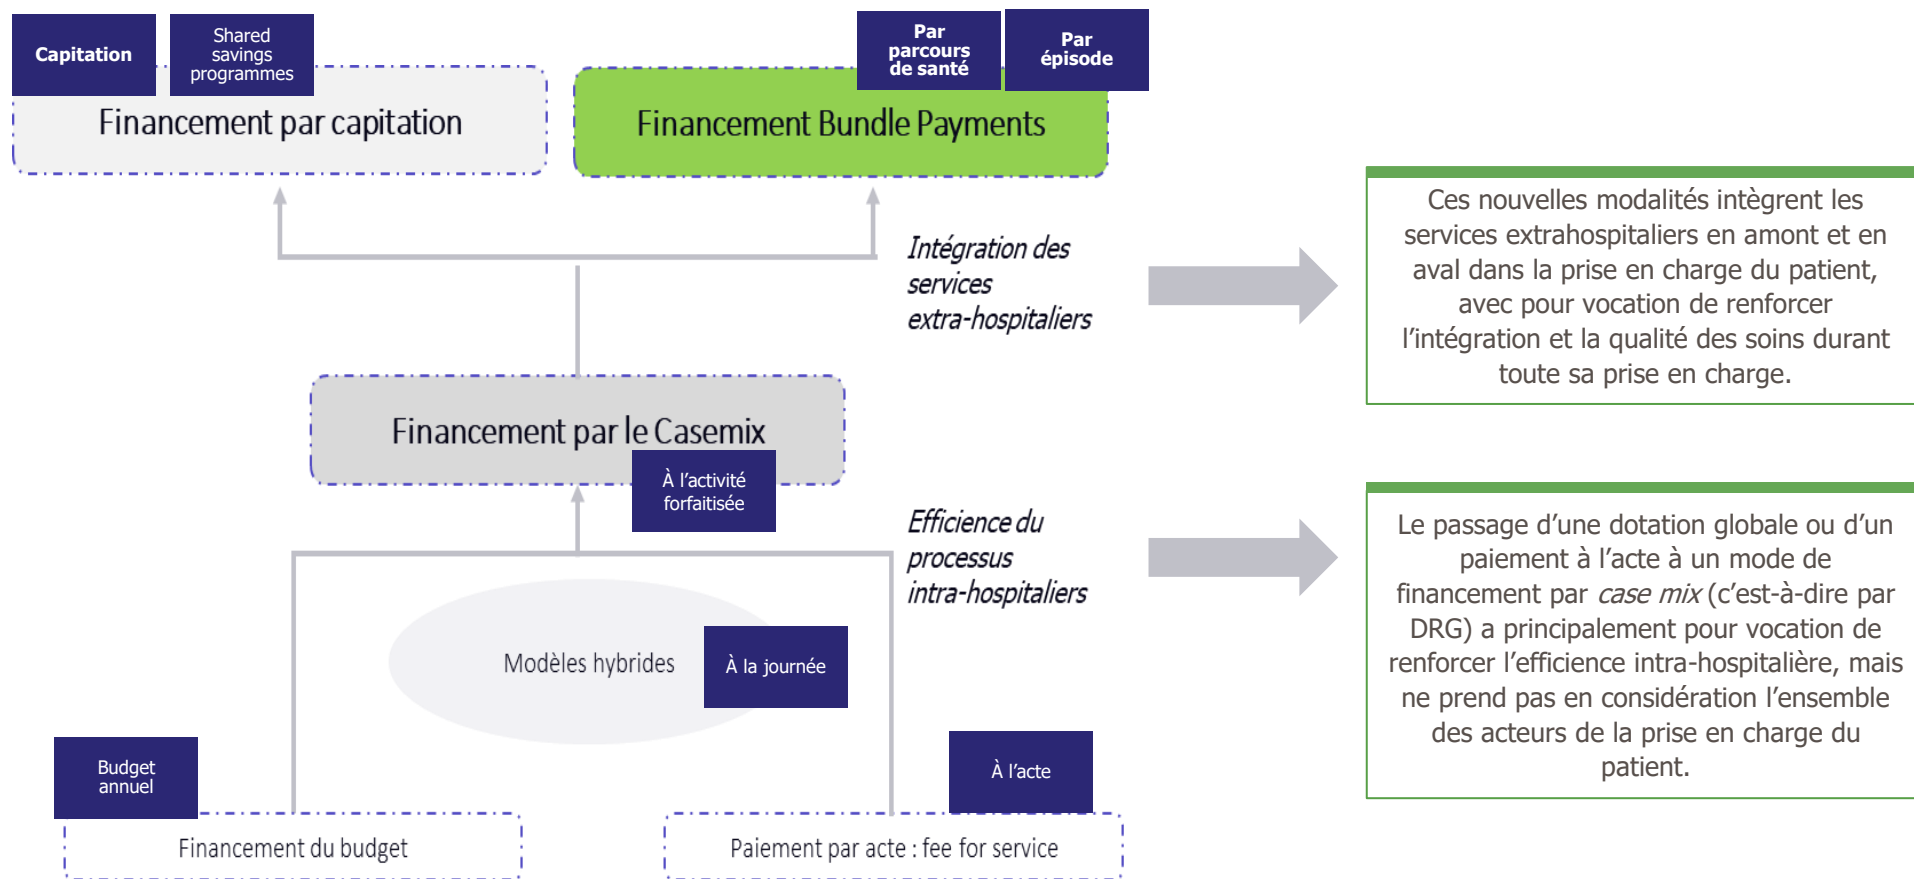 Capitation
Shared
savings
programmes
Financement par capitation
Par
parcours
de santé
Par
épisode
Financement Bundle Payments
Intégration des
services
extra-hospitaliers
Ces nouvelles modalités intègrent les
services extrahospitaliers en amont et en
aval dans la prise en charge du patient,
avec pour vocation de renforcer
l’intégration et la qualité des soins durant
toute sa prise en charge.
Financement par le Casemix
À l’activité
forfaitisée
Efficience du
processus
intra-hospitaliers
Le passage d’une dotation globale ou d’un
paiement à l’acte à un mode de
financement par case mix (c’est-à-dire par
DRG) a principalement pour vocation de
renforcer l’efficience intra-hospitalière, mais
ne prend pas en considération l’ensemble
des acteurs de la prise en charge du
patient.
Modèles hybrides
À la journée
Budget
annuel
Financement du budget
À l’acte
Paiement par acte : fee for service